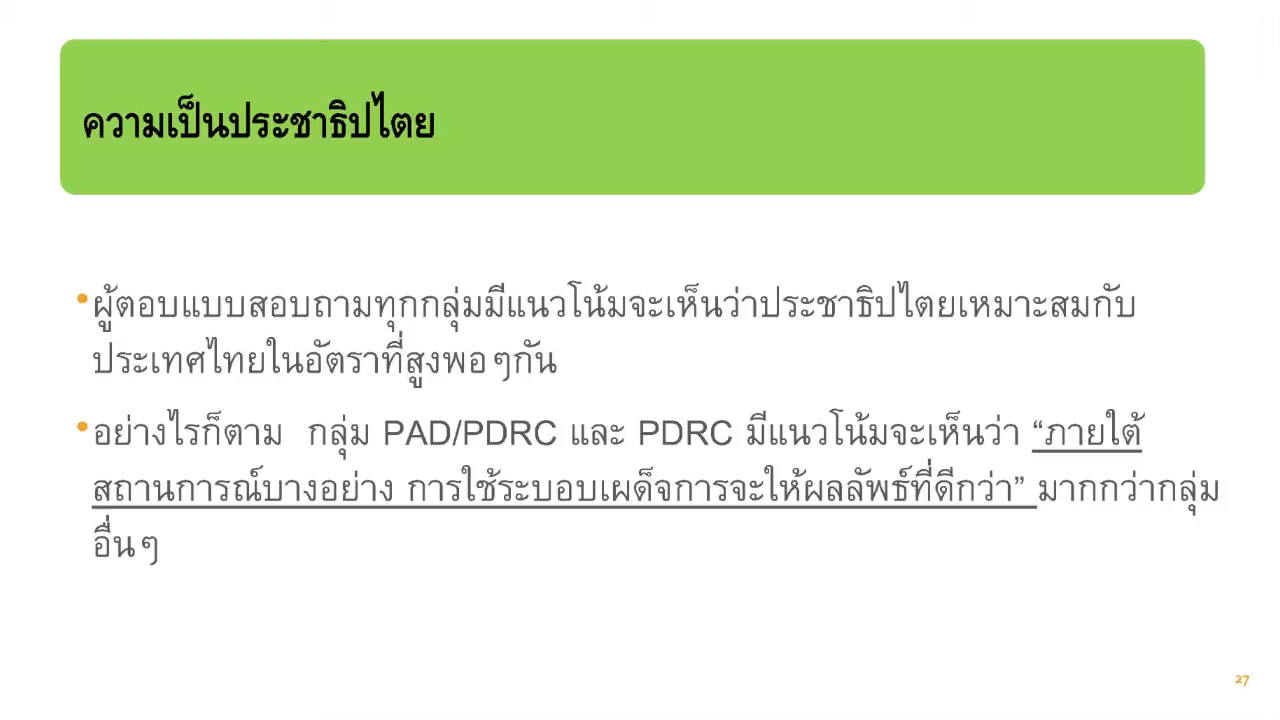 ความเป็นประชาธิปไตย
•ผู้ตอบแบบสอบถามทุกกลุ่มมีแนวโน้มจะเห็นว่าประชาธิปไตยเหมาะสมกับ
ประเทศไทยในอัตราที่สูงพอๆกัน
•อย่างไรก็ตาม กลุ่ม PAD/PDRC และ PDRC มีแนวโน้มจะเห็นว่า “ภายใต้
สถานการณ์บางอย่าง การใช้ระบอบเผด็จการจะให้ผลลัพธ์ที่ดีกว่า” มากกว่ากลุ่ม
อื่นๆ
27